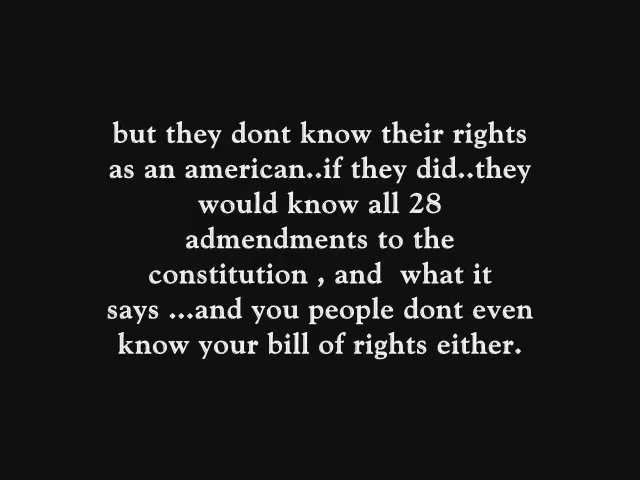 but they dont know their rights
as an american..if they did..they
would know all 28
admendments to the
constitution , and  what it
says ...and you people dont even
know your bill of rights either.